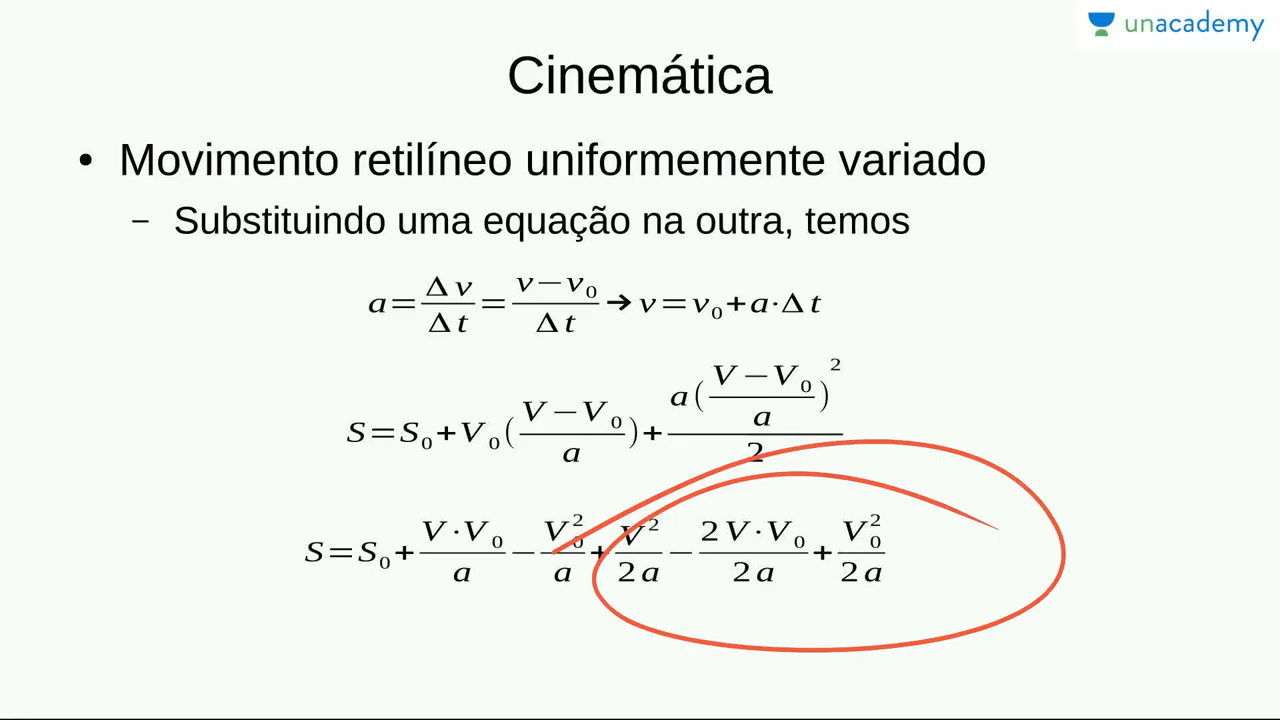 unacademy
Cinemática
• Movimento retilíneo uniformemente variado
– Substituindo uma equação na outra, temos
a=Δv/Δt=(v−v₀)/Δt→v=v₀+a·Δt
S=S₀+V₀((V−V₀)/a)+a((V−V₀)/a)²/2
S=S₀+V·V₀/a−V₀²/a+V²/2a−2V·V₀/2a+V₀²/2a